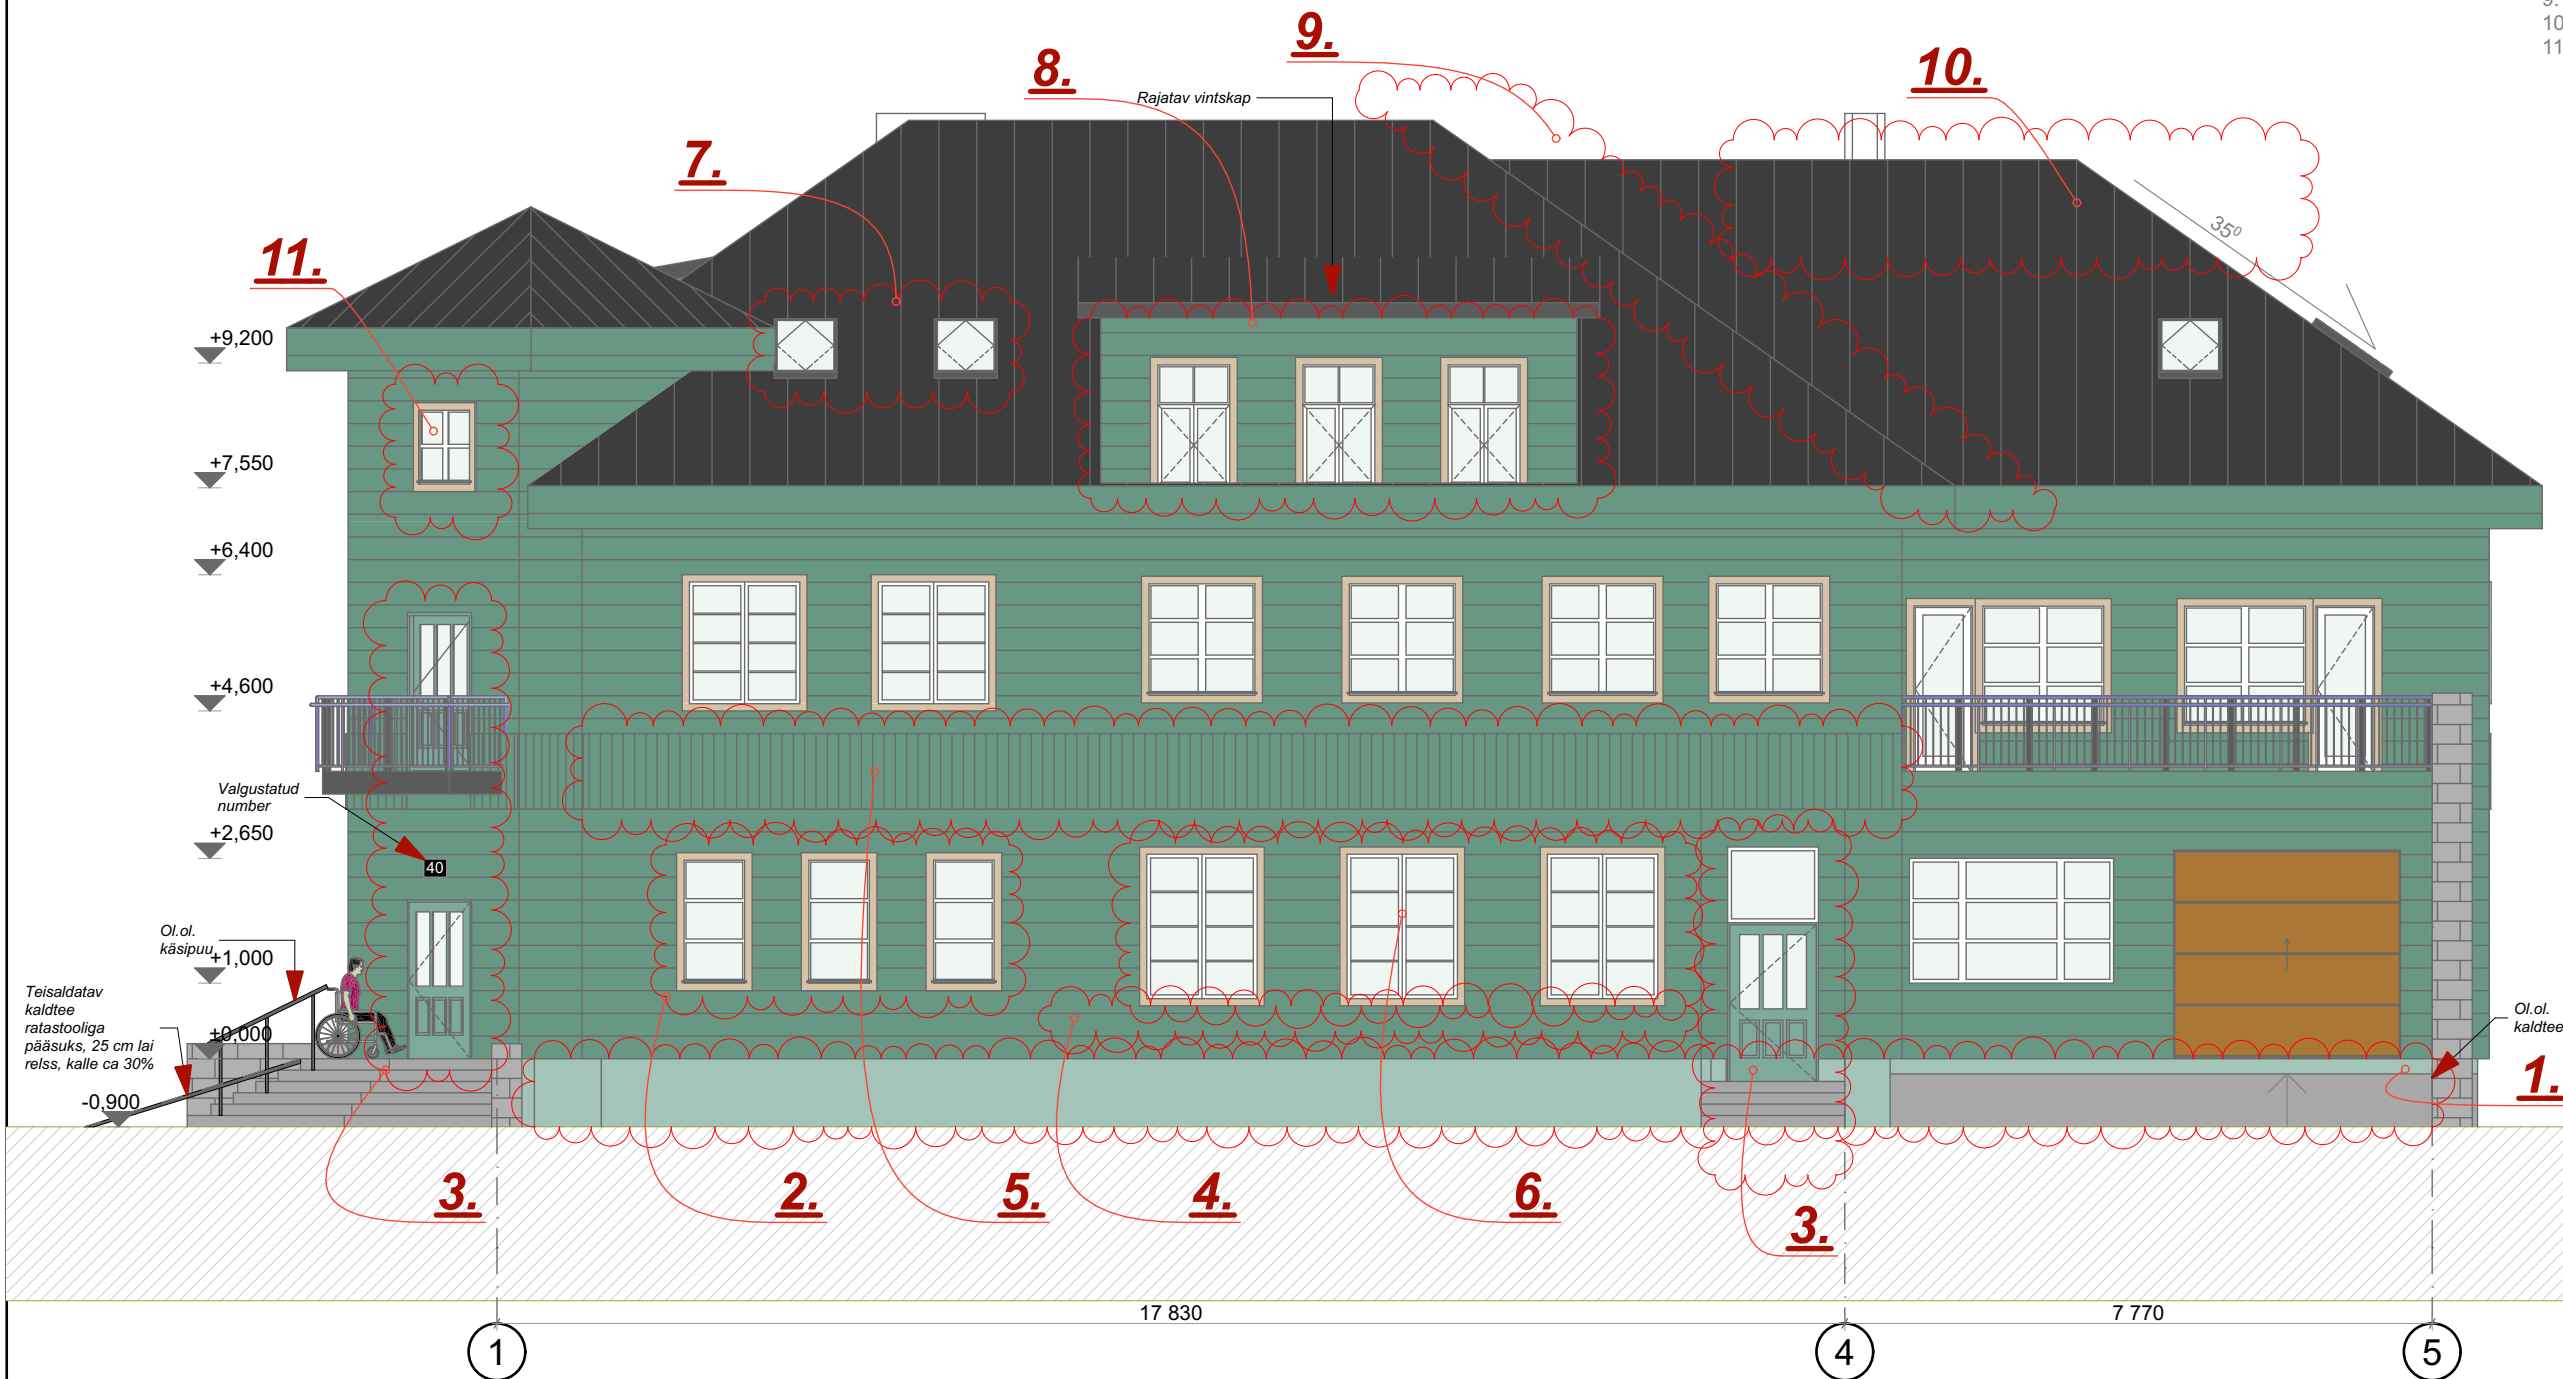 9.
10
11
9.
8.
10.
Rajatav vintskap
7.
35⁰
11.
+9,200
+7,550
+6,400
+4,600
Valgustatud
number
+2,650
40
Ol.ol.
käsipuu
+1,000
Teisaldatav
kaldtee
ratastooliga
pääsuks, 25 cm lai
relss, kalle ca 30%
+0,000
Ol.ol.
kaldtee
-0,900
1.
3.
2.
5.
4.
6.
3.
17 830
7 770
1
4
5